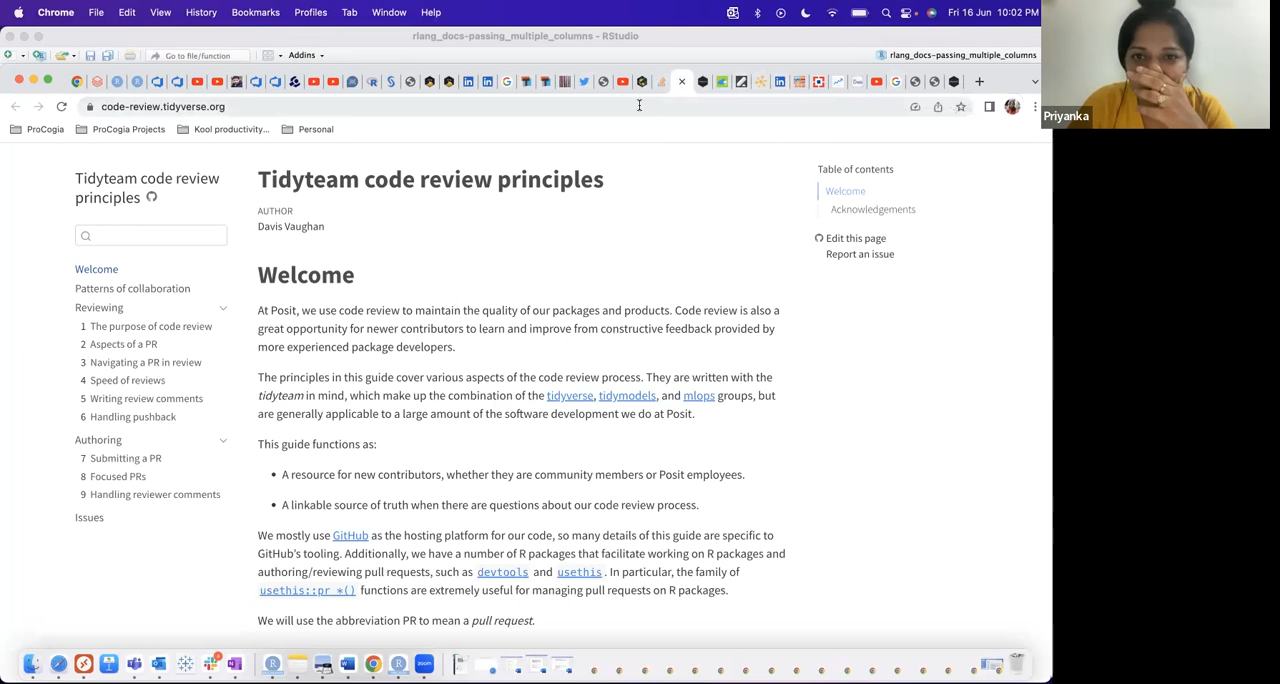 Chrome File Edit View History Bookmarks Profiles Tab Window Help Fri 16 Jun 10:02 PM
rlang_docs-passing_multiple_columns - RStudio
Go to file/function Addins rlang_docs-passing_multiple_columns
code-review.tidyverse.org
ProCogia ProCogia Projects Kool productivity... Personal
Priyanka
Tidyteam code review
principles
Welcome
Patterns of collaboration
Reviewing
1 The purpose of code review
2 Aspects of a PR
3 Navigating a PR in review
4 Speed of reviews
5 Writing review comments
6 Handling pushback
Authoring
7 Submitting a PR
8 Focused PRs
9 Handling reviewer comments
Issues
Tidyteam code review principles
AUTHOR
Davis Vaughan
Welcome
At Posit, we use code review to maintain the quality of our packages and products. Code review is also a
great opportunity for newer contributors to learn and improve from constructive feedback provided by
more experienced package developers.
The principles in this guide cover various aspects of the code review process. They are written with the
tidyteam in mind, which make up the combination of the tidyverse, tidymodels, and mlops groups, but
are generally applicable to a large amount of the software development we do at Posit.
This guide functions as:
• A resource for new contributors, whether they are community members or Posit employees.
• A linkable source of truth when there are questions about our code review process.
We mostly use GitHub as the hosting platform for our code, so many details of this guide are specific to
GitHub's tooling. Additionally, we have a number of R packages that facilitate working on R packages and
authoring/reviewing pull requests, such as devtools and usethis. In particular, the family of
usethis::pr_*() functions are extremely useful for managing pull requests on R packages.
We will use the abbreviation PR to mean a pull request.
Table of contents
Welcome
Acknowledgements
Edit this page
Report an issue
zoom